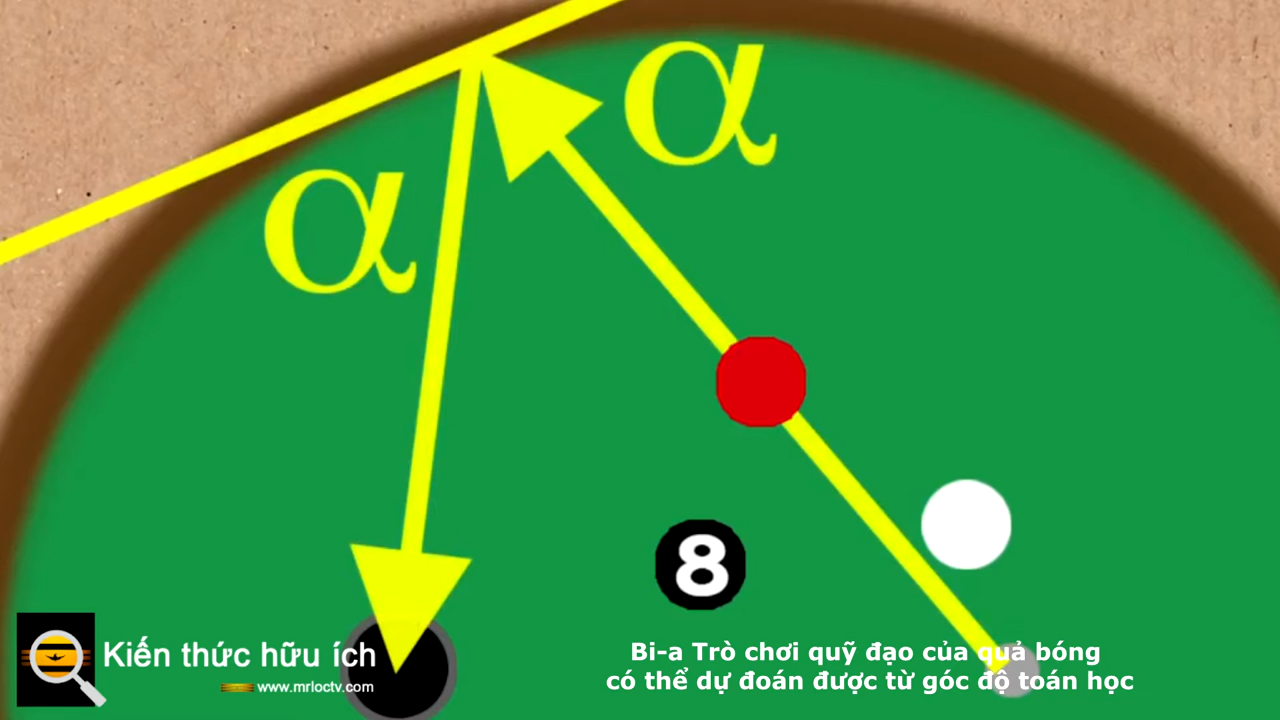 α
α
8
Kiến thức hữu ích
www.mrloctv.com
Bi-a Trò chơi quỹ đạo của quả bóng
có thể dự đoán được từ góc độ toán học